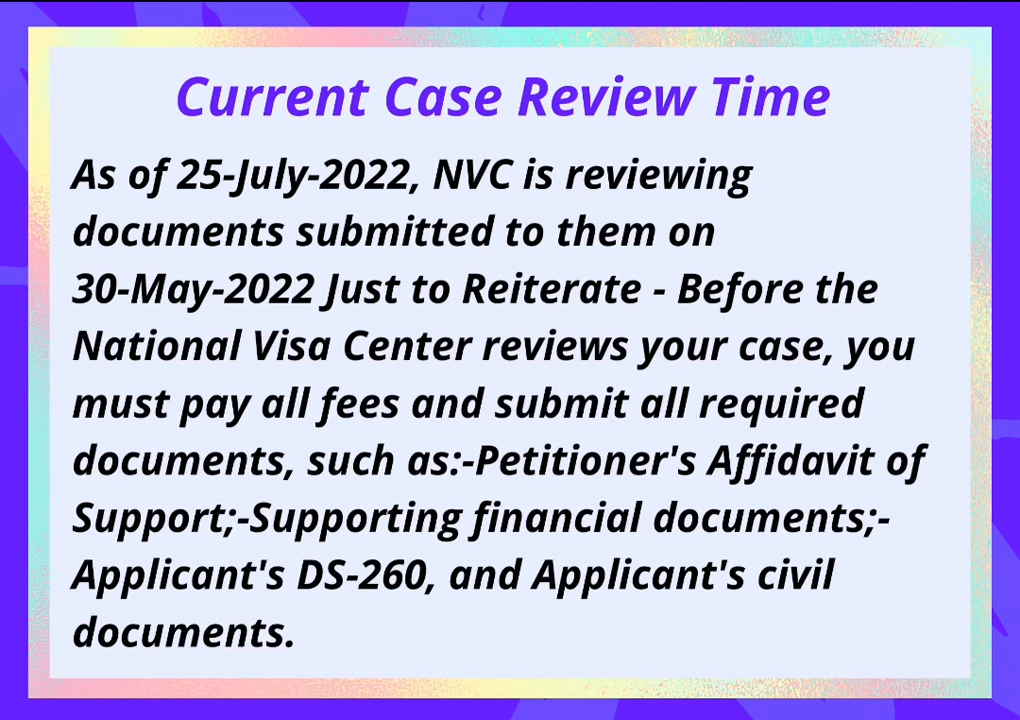 Current Case Review Time
As of 25-July-2022, NVC is reviewing
documents submitted to them on
30-May-2022 Just to Reiterate - Before the
National Visa Center reviews your case, you
must pay all fees and submit all required
documents, such as:-Petitioner's Affidavit of
Support;-Supporting financial documents;-
Applicant's DS-260, and Applicant's civil
documents.